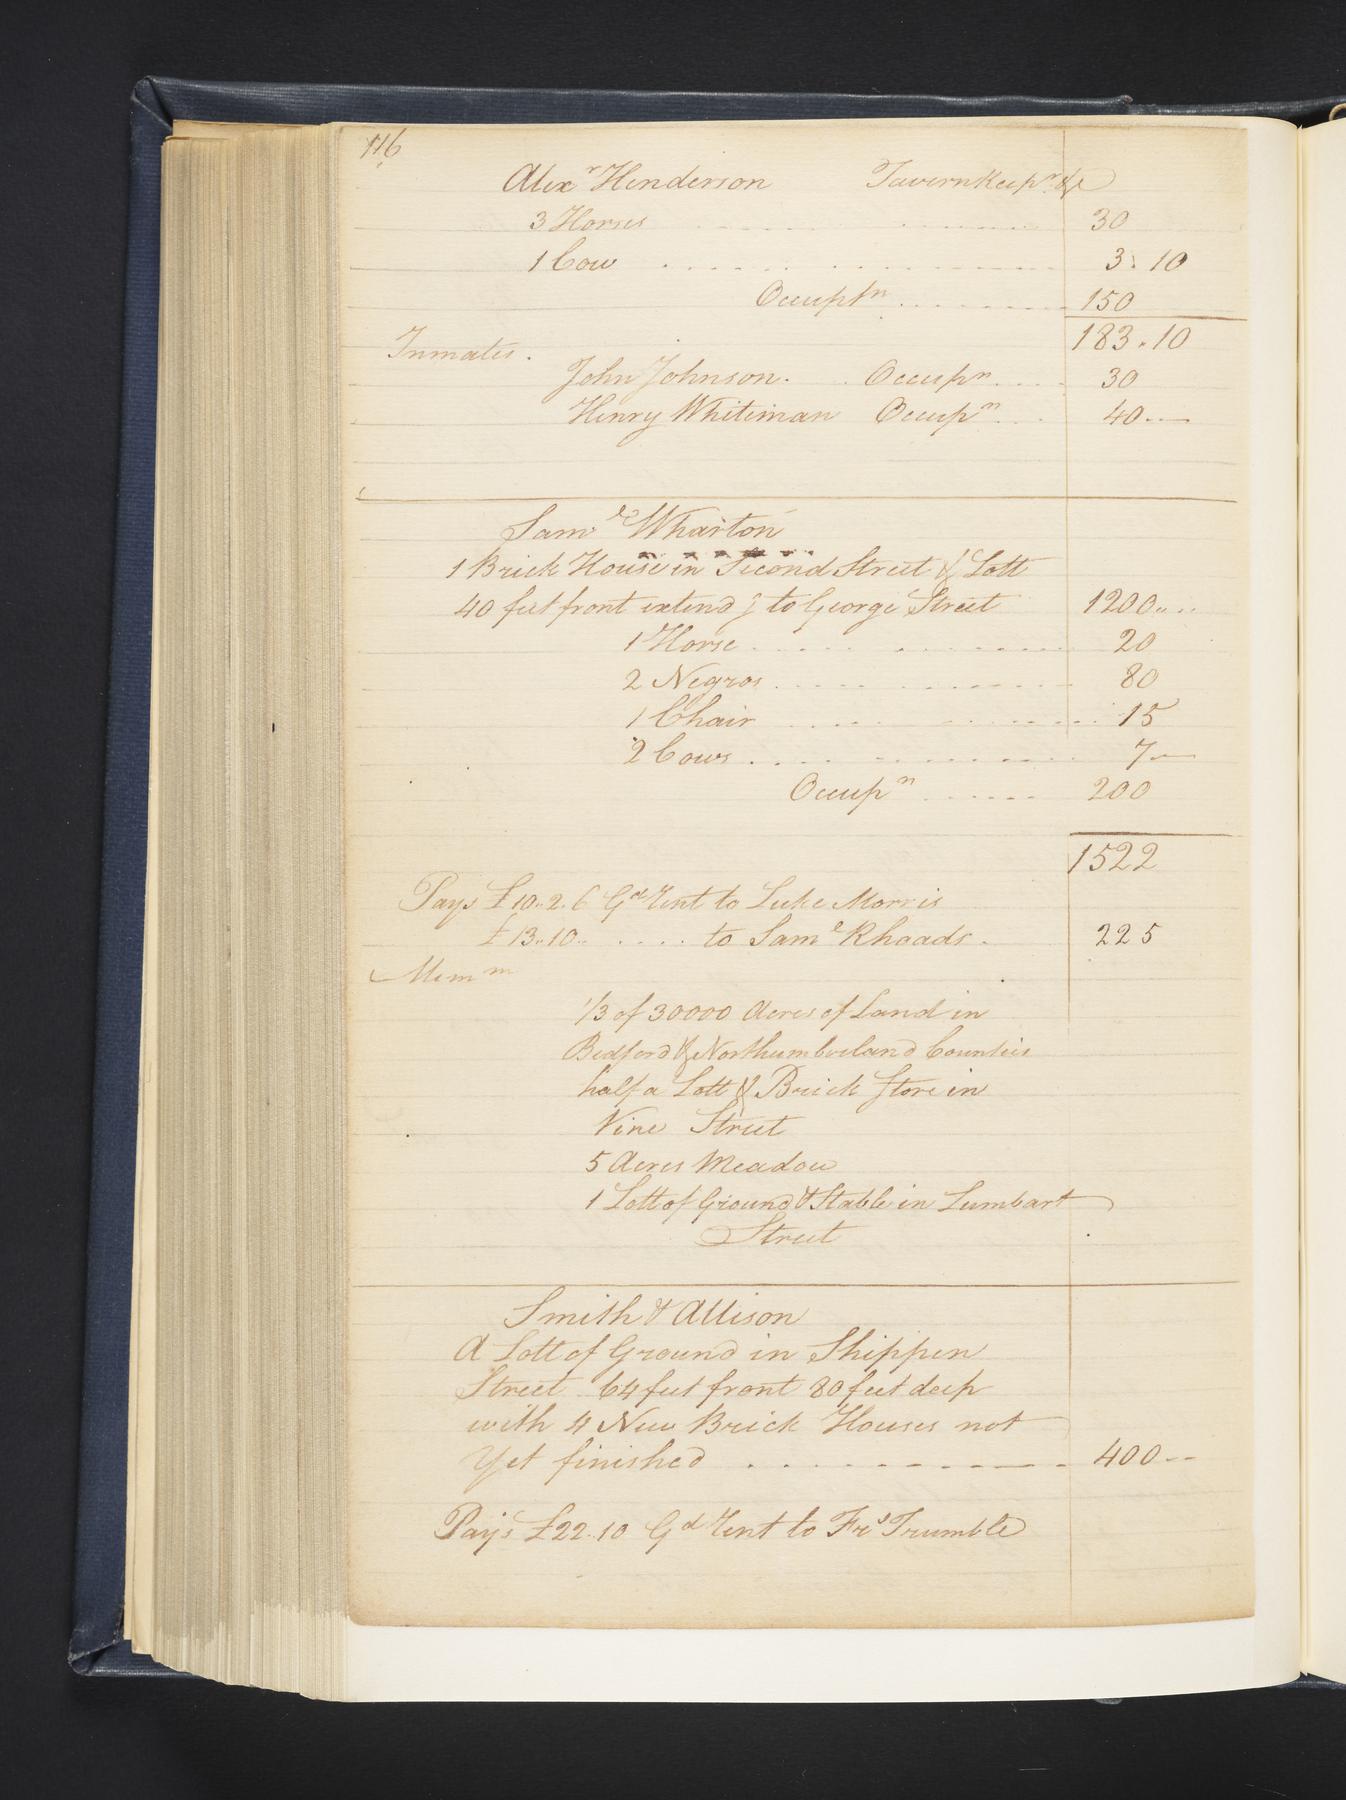 116
Alexr Henderson Tavernkeepr &c
3 Horses 30
1 Cow 3.10
Occuptn 150
183.10
Inmates.
John Johnson. Occupn 30
Henry Whiteman Occupn 40
Saml Wharton
1 Brick House in Second Street & Lott
40 feet front extendg to George Street 1200
1 Horse 20
2 Negros 80
1 Chair 15
2 Cows 7
Occupn 200
1522
Pays £10..2.6 Gd Rent to Luke Morris
£13..10.. to Saml Rhoads. 225
Memm
1/3 of 30000 Acres of Land in
Bedford & Northumberland Counties
half a Lott & Brick Store in
Vine Street
5 Acres Meadow
1 Lott of Ground & Stable in Lumbart
Street
Smith & Allison
A Lott of Ground in Shippen
Street 64 feet front 80 feet deep
with 4 New Brick Houses not
Yet finished 400
Pays £22.10 Gd Rent to Frs Trumble